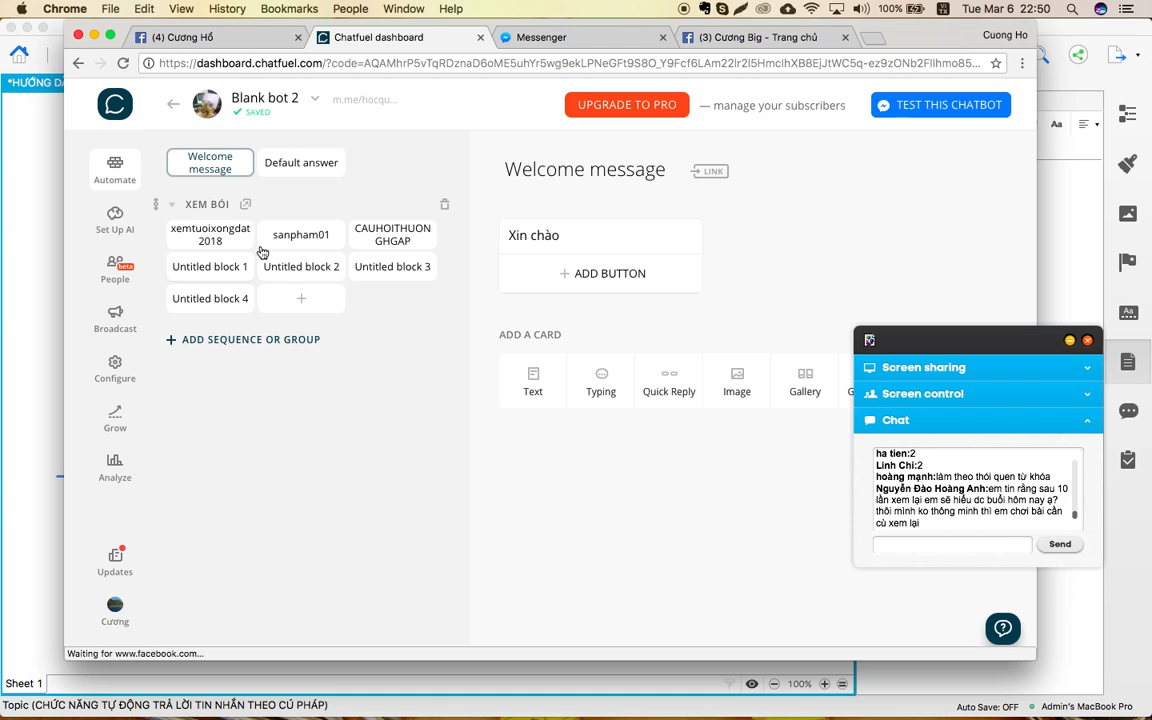 Chrome File Edit View History Bookmarks People Window Help
100% Tue Mar 6 22:50
(4) Cương Hồ
Chatfuel dashboard
Messenger
(3) Cương Big - Trang chủ
Cuong Ho
https://dashboard.chatfuel.com/
*HƯỚNG DẪ
Blank bot 2
SAVED
m.me/hocqu...
UPGRADE TO PRO
— manage your subscribers
TEST THIS CHATBOT
Aa
Automate
Set Up AI
People
beta
Broadcast
Configure
Grow
Analyze
Updates
Cương
Welcome
message
Default answer
XEM BÓI
xemtuoixongdat
2018
sanpham01
CAUHOITHUON
GHGAP
Untitled block 1
Untitled block 2
Untitled block 3
Untitled block 4
+
+ ADD SEQUENCE OR GROUP
Welcome message
LINK
Xin chào
+ ADD BUTTON
ADD A CARD
Text
Typing
Quick Reply
Image
Gallery
Screen sharing
Screen control
Chat
ha tien:2
Linh Chi:2
hoàng mạnh:làm theo thói quen từ khóa
Nguyễn Đào Hoàng Anh:em tin rằng sau 10
lần xem lại em sẽ hiểu dc buổi hôm nay ạ?
thôi mình ko thông minh thì em chơi bài cần
cù xem lại
Send
Aa
Waiting for www.facebook.com...
Sheet 1
100%
Topic (CHỨC NĂNG TỰ ĐỘNG TRẢ LỜI TIN NHẮN THEO CÚ PHÁP)
Auto Save: OFF
Admin's MacBook Pro